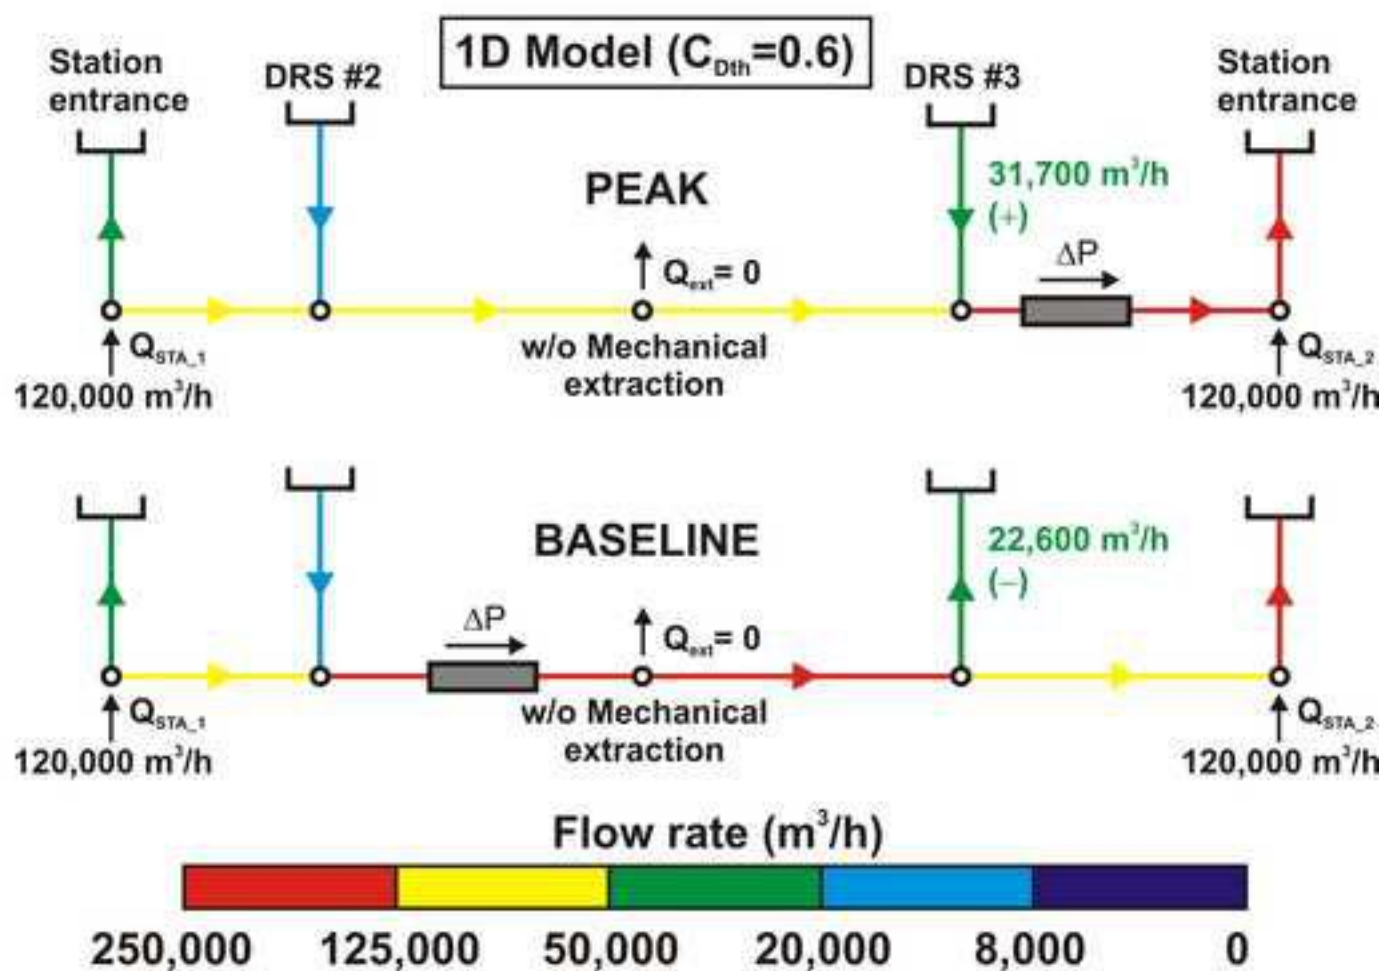 1D Model (C_Dth=0.6)
Station
entrance
DRS #2
DRS #3
Station
entrance
PEAK
31,700 m³/h
(+)
ΔP
Q_ext= 0
Q_STA_1
120,000 m³/h
w/o Mechanical
extraction
Q_STA_2
120,000 m³/h
BASELINE
22,600 m³/h
(−)
ΔP
Q_ext= 0
Q_STA_1
120,000 m³/h
w/o Mechanical
extraction
Q_STA_2
120,000 m³/h
Flow rate (m³/h)
250,000 125,000 50,000 20,000 8,000 0